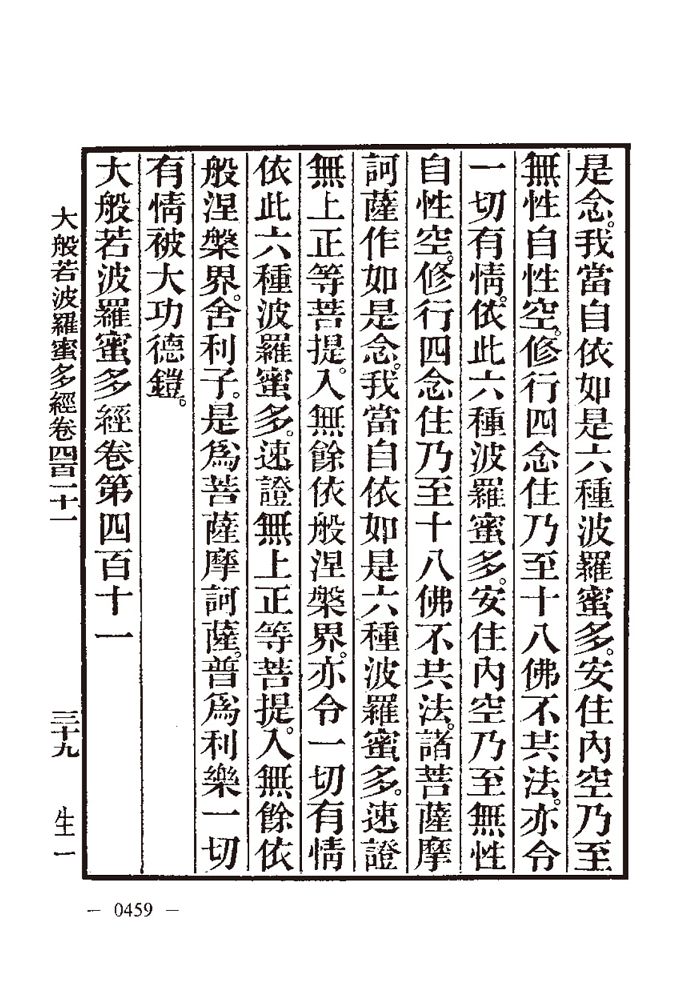 是念。我當自依如是六種波羅蜜多。安住內空乃至
無性自性空。修行四念住乃至十八佛不共法。亦令
一切有情。依此六種波羅蜜多。安住內空乃至無性
自性空。修行四念住乃至十八佛不共法。諸菩薩摩
訶薩作如是念。我當自依如是六種波羅蜜多。速證
無上正等菩提。入無餘依般涅槃界。亦令一切有情
依此六種波羅蜜多。速證無上正等菩提。入無餘依
般涅槃界。舍利子。是爲菩薩摩訶薩。普爲利樂一切
有情被大功德鎧。
大般若波羅蜜多經卷第四百十一
大般若波羅蜜多經卷四百一十一 三十九 生一
— 0459 —